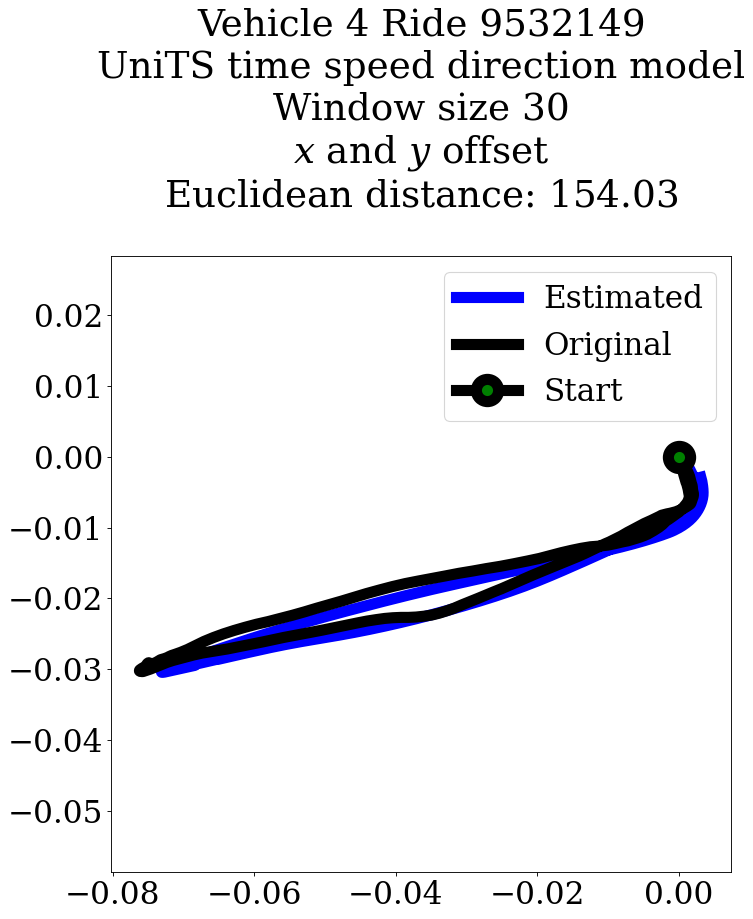 Vehicle 4 Ride 9532149
UniTS time speed direction model
Window size 30
x and y offset
Euclidean distance: 154.03
Estimated
Original
Start
0.02
0.01
0.00
−0.01
−0.02
−0.03
−0.04
−0.05
−0.08 −0.06 −0.04 −0.02 0.00